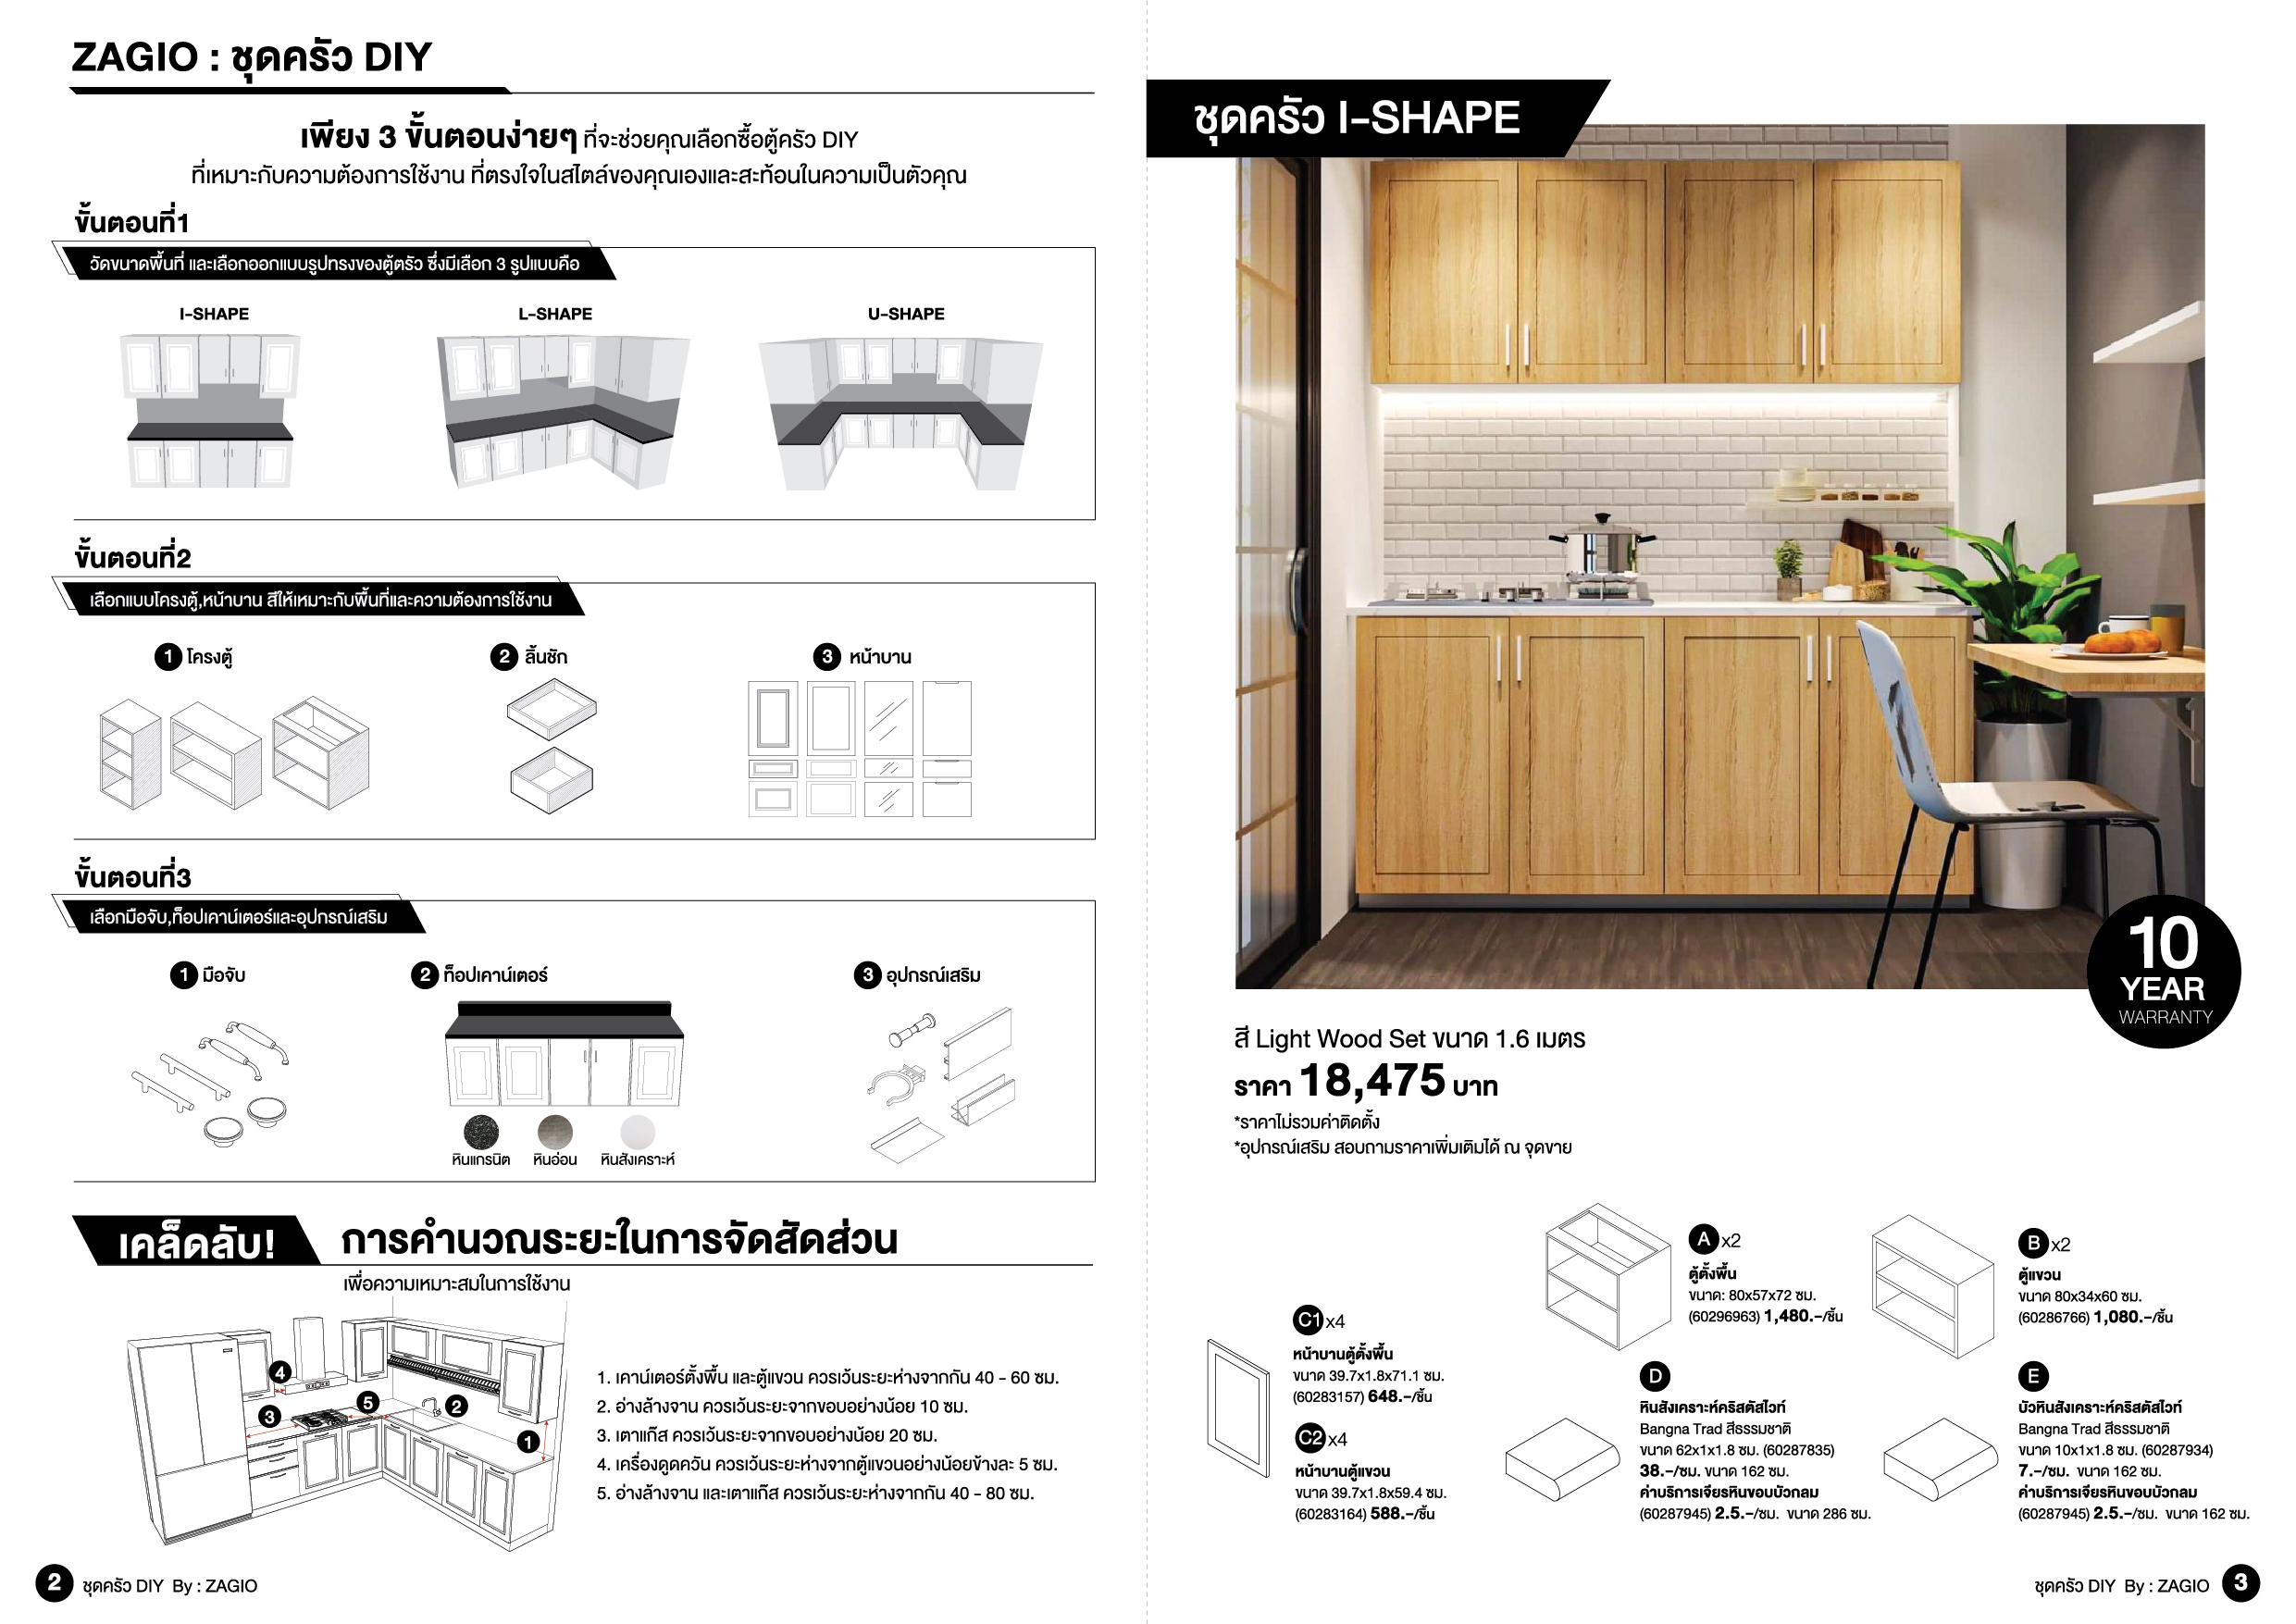 ZAGIO : ชุดครัว DIY
เพียง 3 ขั้นตอนง่ายๆ ที่จะช่วยคุณเลือกซื้อตู้ครัว DIY
ที่เหมาะกับความต้องการใช้งาน ที่ตรงใจในสไตล์ของคุณเองและสะท้อนในความเป็นตัวคุณ
ขั้นตอนที่1
วัดขนาดพื้นที่ และเลือกออกแบบรูปทรงของตู้ตรัว ซึ่งมีเลือก 3 รูปแบบคือ
I-SHAPE
L-SHAPE
U-SHAPE
ขั้นตอนที่2
เลือกแบบโครงตู้,หน้าบาน สีให้เหมาะกับพื้นที่และความต้องการใช้งาน
1 โครงตู้
2 ลิ้นชัก
3 หน้าบาน
ขั้นตอนที่3
เลือกมือจับ,ท็อปเคาน์เตอร์และอุปกรณ์เสริม
1 มือจับ
2 ท็อปเคาน์เตอร์
3 อุปกรณ์เสริม
หินแกรนิต
หินอ่อน
หินสังเคราะห์
เคล็ดลับ!
การคำนวณระยะในการจัดสัดส่วน
เพื่อความเหมาะสมในการใช้งาน
4
3
5
2
1
1. เคาน์เตอร์ตั้งพื้น และตู้แขวน ควรเว้นระยะห่างจากกัน 40 - 60 ซม.
2. อ่างล้างจาน ควรเว้นระยะจากขอบอย่างน้อย 10 ซม.
3. เตาแก๊ส ควรเว้นระยะจากขอบอย่างน้อย 20 ซม.
4. เครื่องดูดควัน ควรเว้นระยะห่างจากตู้แขวนอย่างน้อยข้างละ 5 ซม.
5. อ่างล้างจาน และเตาแก๊ส ควรเว้นระยะห่างจากกัน 40 - 80 ซม.
2 ชุดครัว DIY By : ZAGIO
ชุดครัว I-SHAPE
10
YEAR
WARRANTY
สี Light Wood Set ขนาด 1.6 เมตร
ราคา 18,475 บาท
*ราคาไม่รวมค่าติดตั้ง
*อุปกรณ์เสริม สอบถามราคาเพิ่มเติมได้ ณ จุดขาย
A x2
ตู้ตั้งพื้น
ขนาด: 80x57x72 ซม.
(60296963) 1,480.-/ชิ้น
B x2
ตู้แขวน
ขนาด 80x34x60 ซม.
(60286766) 1,080.-/ชิ้น
C1 x4
หน้าบานตู้ตั้งพื้น
ขนาด 39.7x1.8x71.1 ซม.
(60283157) 648.-/ชิ้น
C2 x4
หน้าบานตู้แขวน
ขนาด 39.7x1.8x59.4 ซม.
(60283164) 588.-/ชิ้น
D
หินสังเคราะห์คริสตัสไวท์
Bangna Trad สีธรรมชาติ
ขนาด 62x1x1.8 ซม. (60287835)
38.-/ซม. ขนาด 162 ซม.
ค่าบริการเจียรหินขอบบัวกลม
(60287945) 2.5.-/ซม. ขนาด 286 ซม.
E
บัวหินสังเคราะห์คริสตัสไวท์
Bangna Trad สีธรรมชาติ
ขนาด 10x1x1.8 ซม. (60287934)
7.-/ซม. ขนาด 162 ซม.
ค่าบริการเจียรหินขอบบัวกลม
(60287945) 2.5.-/ซม. ขนาด 162 ซม.
ชุดครัว DIY By : ZAGIO 3